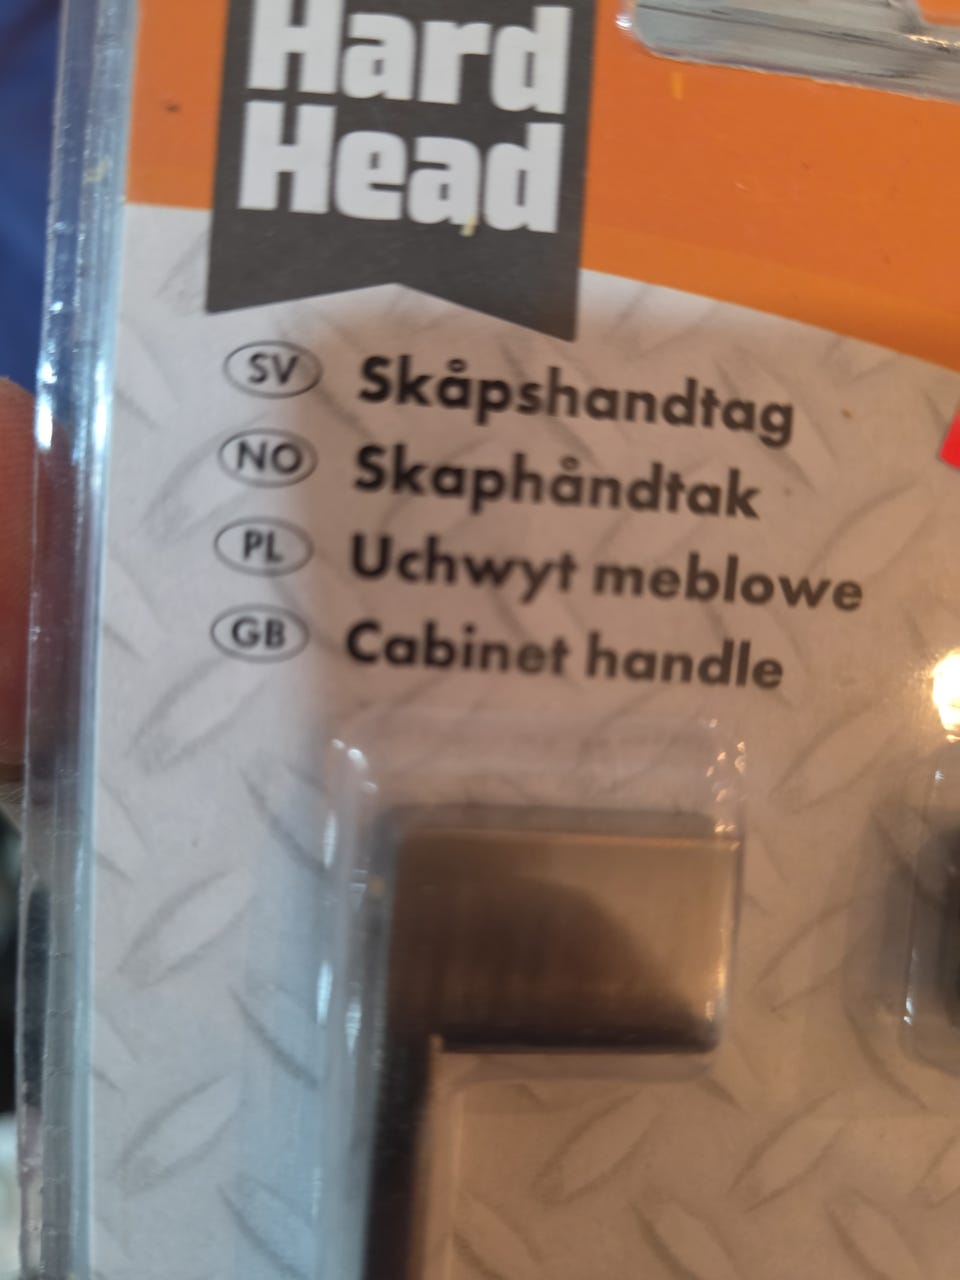 Hard
Head
SV Skåpshandtag
NO Skaphåndtak
PL Uchwyt meblowe
GB Cabinet handle